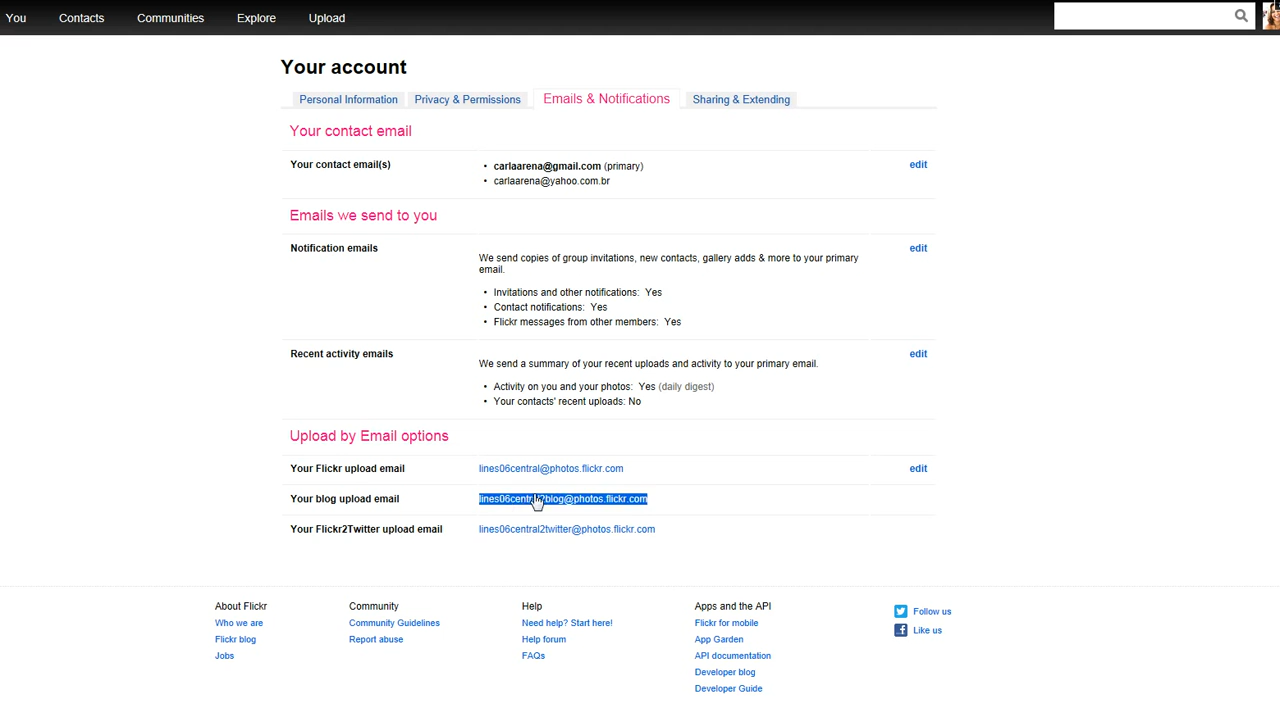 You Contacts Communities Explore Upload
Your account
Personal Information Privacy & Permissions Emails & Notifications Sharing & Extending
Your contact email
Your contact email(s)
• carlaarena@gmail.com (primary)
edit
• carlaarena@yahoo.com.br
Emails we send to you
Notification emails
edit
We send copies of group invitations, new contacts, gallery adds & more to your primary
email.
• Invitations and other notifications: Yes
• Contact notifications: Yes
• Flickr messages from other members: Yes
Recent activity emails
edit
We send a summary of your recent uploads and activity to your primary email.
• Activity on you and your photos: Yes (daily digest)
• Your contacts' recent uploads: No
Upload by Email options
Your Flickr upload email lines06central@photos.flickr.com edit
Your blog upload email lines06central2blog@photos.flickr.com
Your Flickr2Twitter upload email lines06central2twitter@photos.flickr.com
About Flickr
Who we are
Flickr blog
Jobs
Community
Community Guidelines
Report abuse
Help
Need help? Start here!
Help forum
FAQs
Apps and the API
Flickr for mobile
App Garden
API documentation
Developer blog
Developer Guide
Follow us
Like us